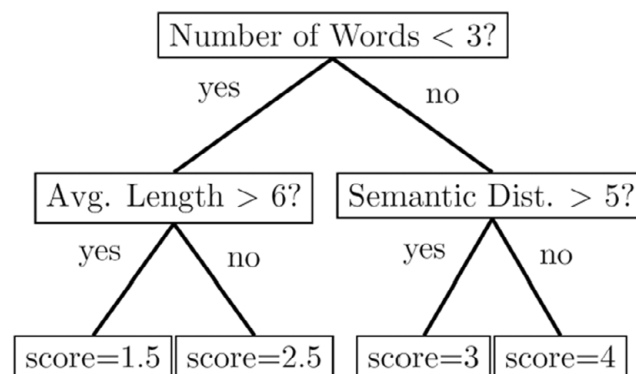 Number of Words < 3?
yes
no
Avg. Length > 6?
Semantic Dist. > 5?
yes
no
yes
no
score=1.5
score=2.5
score=3
score=4